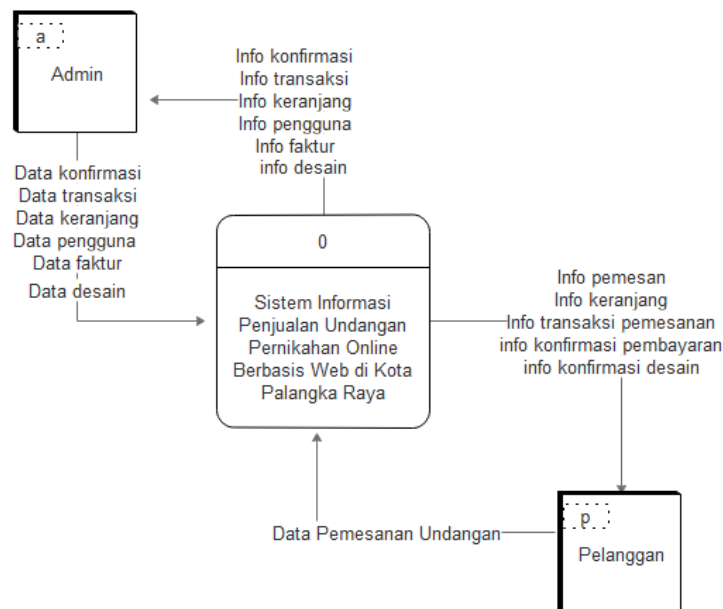 a
Admin
Info konfirmasi
Info transaksi
Info keranjang
Info pengguna
Info faktur
info desain
Data konfirmasi
Data transaksi
Data keranjang
Data pengguna
Data faktur
Data desain
0
Sistem Informasi
Penjualan Undangan
Pernikahan Online
Berbasis Web di Kota
Palangka Raya
Info pemesan
Info keranjang
Info transaksi pemesanan
info konfirmasi pembayaran
info konfirmasi desain
Data Pemesanan Undangan
p
Pelanggan